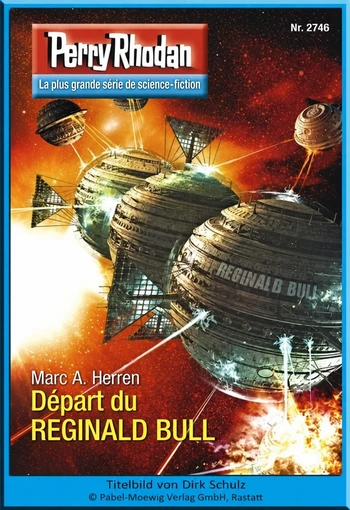 Nr. 2746
Perry Rhodan
La plus grande série de science-fiction
REGINALD BULL
Marc A. Herren
Départ du
REGINALD BULL
Titelbild von Dirk Schulz
© Pabel-Moewig Verlag GmbH, Rastatt